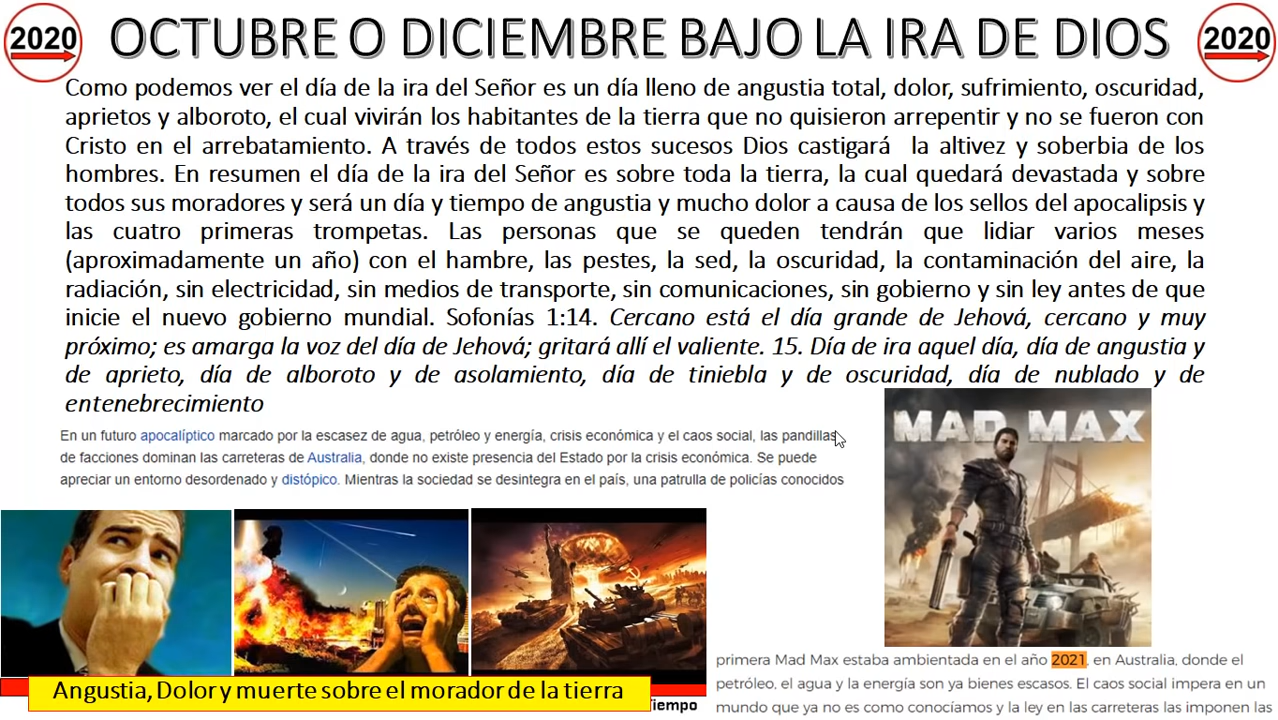 2020
OCTUBRE O DICIEMBRE BAJO LA IRA DE DIOS
2020
Como podemos ver el día de la ira del Señor es un día lleno de angustia total, dolor, sufrimiento, oscuridad,
aprietos y alboroto, el cual vivirán los habitantes de la tierra que no quisieron arrepentir y no se fueron con
Cristo en el arrebatamiento. A través de todos estos sucesos Dios castigará la altivez y soberbia de los
hombres. En resumen el día de la ira del Señor es sobre toda la tierra, la cual quedará devastada y sobre
todos sus moradores y será un día y tiempo de angustia y mucho dolor a causa de los sellos del apocalipsis y
las cuatro primeras trompetas. Las personas que se queden tendrán que lidiar varios meses
(aproximadamente un año) con el hambre, las pestes, la sed, la oscuridad, la contaminación del aire, la
radiación, sin electricidad, sin medios de transporte, sin comunicaciones, sin gobierno y sin ley antes de que
inicie el nuevo gobierno mundial. Sofonías 1:14. Cercano está el día grande de Jehová, cercano y muy
próximo; es amarga la voz del día de Jehová; gritará allí el valiente. 15. Día de ira aquel día, día de angustia y
de aprieto, día de alboroto y de asolamiento, día de tiniebla y de oscuridad, día de nublado y de
entenebrecimiento
En un futuro apocalíptico marcado por la escasez de agua, petróleo y energía, crisis económica y el caos social, las pandillas
de facciones dominan las carreteras de Australia, donde no existe presencia del Estado por la crisis económica. Se puede
apreciar un entorno desordenado y distópico. Mientras la sociedad se desintegra en el país, una patrulla de policías conocidos
MAD MAX
primera Mad Max estaba ambientada en el año 2021, en Australia, donde el
petróleo, el agua y la energía son ya bienes escasos. El caos social impera en un
mundo que ya no es como conocíamos y la ley en las carreteras las imponen las
Angustia, Dolor y muerte sobre el morador de la tierra
Tiempo